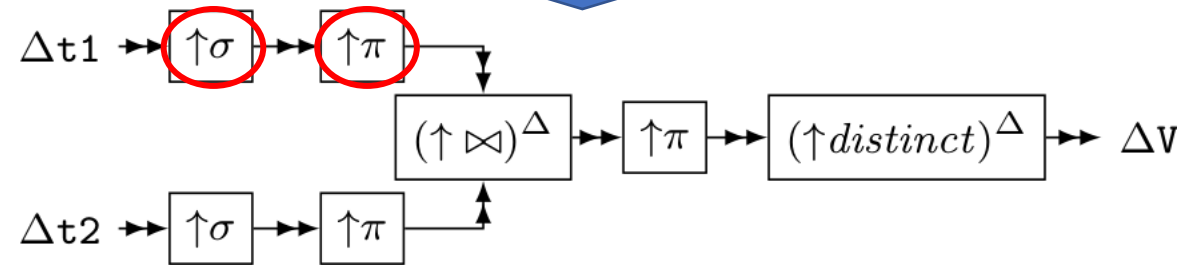 Δt1 ↑σ ↑π
(↑ ⋈)^Δ ↑π (↑distinct)^Δ ΔV
Δt2 ↑σ ↑π